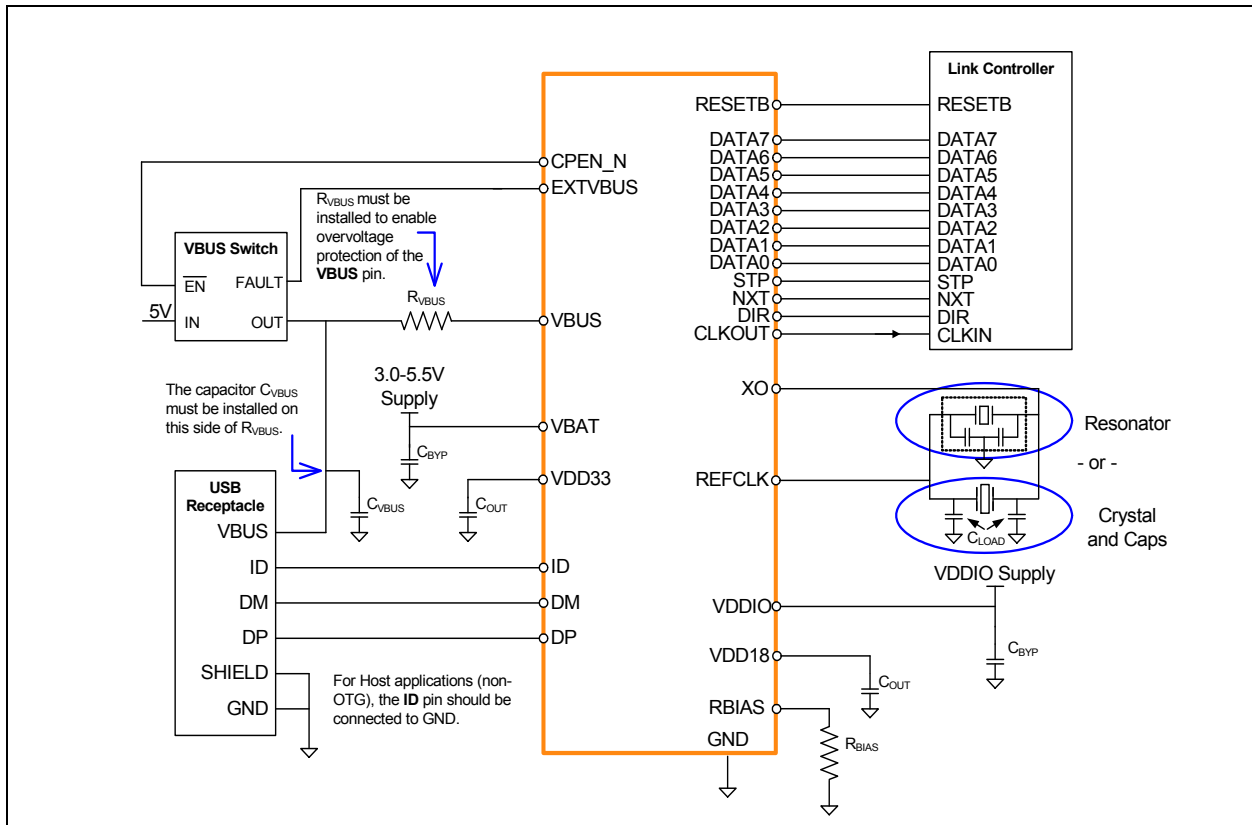 Link Controller
RESETB
RESETB
DATA7
DATA7
DATA6
DATA6
DATA5
DATA5
DATA4
DATA4
DATA3
DATA3
DATA2
DATA2
DATA1
DATA1
DATA0
DATA0
STP
STP
NXT
NXT
DIR
DIR
CLKOUT
CLKIN
CPEN_N
EXTVBUS
RVBUS must be
installed to enable
overvoltage
protection of the
VBUS pin.
VBUS Switch
EN
FAULT
5V
IN
OUT
RVBUS
VBUS
The capacitor CVBUS
must be installed on
this side of RVBUS.
3.0-5.5V
Supply
VBAT
CBYP
VDD33
COUT
CVBUS
USB
Receptacle
VBUS
ID
ID
DM
DM
DP
DP
SHIELD
GND
For Host applications (non-
OTG), the ID pin should be
connected to GND.
XO
Resonator
- or -
REFCLK
CLOAD
Crystal
and Caps
VDDIO Supply
VDDIO
CBYP
VDD18
COUT
RBIAS
RBIAS
GND